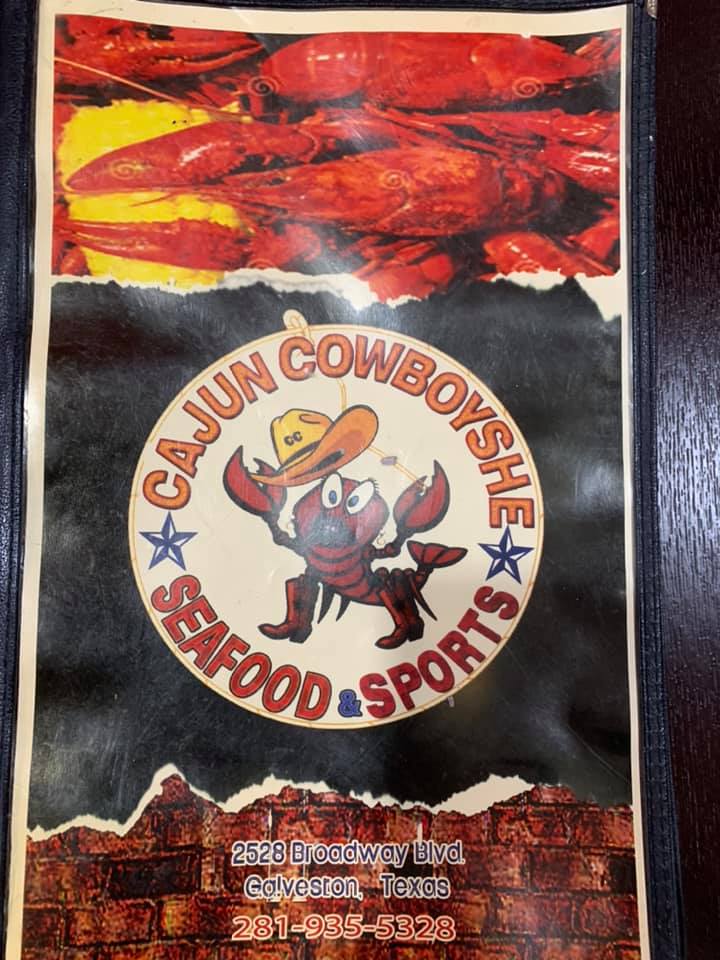 CAJUN COWBOYSHE
CC
SEAFOOD & SPORTS
2528 Broadway Blvd.
Galveston, Texas
281-935-5328